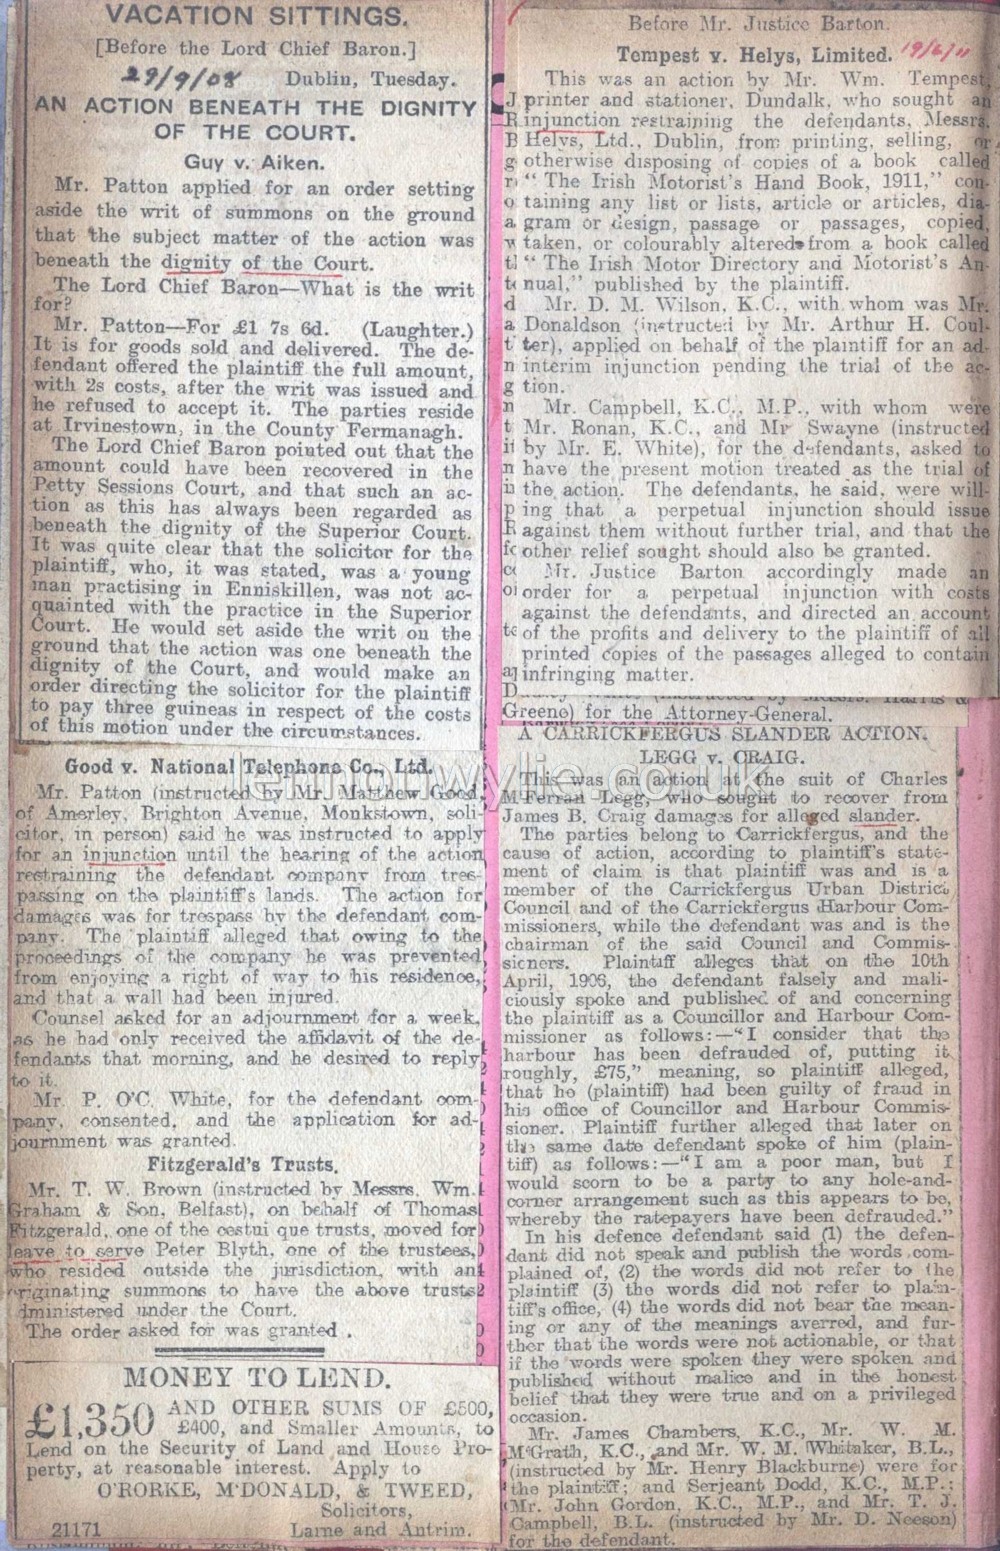 VACATION SITTINGS.
[Before the Lord Chief Baron.]
29/9/08 Dublin, Tuesday.
AN ACTION BENEATH THE DIGNITY
OF THE COURT.
Guy v. Aiken.
Mr. Patton applied for an order setting
aside the writ of summons on the ground
that the subject matter of the action was
beneath the dignity of the Court.
The Lord Chief Baron—What is the writ
for?
Mr. Patton—For £1 7s 6d. (Laughter.)
It is for goods sold and delivered. The de-
fendant offered the plaintiff the full amount,
with 2s costs, after the writ was issued and
he refused to accept it. The parties reside
at Irvinestown, in the County Fermanagh.
The Lord Chief Baron pointed out that the
amount could have been recovered in the
Petty Sessions Court, and that such an ac-
tion as this has always been regarded as
beneath the dignity of the Superior Court.
It was quite clear that the solicitor for the
plaintiff, who, it was stated, was a young
man practising in Enniskillen, was not ac-
quainted with the practice in the Superior
Court. He would set aside the writ on the
ground that the action was one beneath the
dignity of the Court, and would make an
order directing the solicitor for the plaintiff
to pay three guineas in respect of the costs
of this motion under the circumstances.
Good v. National Telephone Co., Ltd.
Mr. Patton (instructed by Mr. Matthew Good,
of Amerley, Brighton Avenue, Monkstown, soli-
citor, in person) said he was instructed to apply
for an injunction until the hearing of the action
restraining the defendant company from tres-
passing on the plaintiff's lands. The action for
damages was for trespass by the defendant com-
pany. The plaintiff alleged that owing to the
proceedings of the company he was prevented
from enjoying a right of way to his residence,
and that a wall had been injured.
Counsel asked for an adjournment for a week,
as he had only received the affidavit of the de-
fendants that morning, and he desired to reply
to it.
Mr. P. O'C. White, for the defendant com-
pany, consented, and the application for ad-
journment was granted.
Fitzgerald's Trusts.
Mr. T. W. Brown (instructed by Messrs. Wm.
Graham & Son, Belfast), on behalf of Thomas
Fitzgerald, one of the cestui que trusts, moved for
leave to serve Peter Blyth, one of the trustees,
who resided outside the jurisdiction, with an
originating summons to have the above trusts
dministered under the Court.
The order asked for was granted .
MONEY TO LEND.
£1,350 AND OTHER SUMS OF £500,
£400, and Smaller Amounts, to
Lend on the Security of Land and House Pro-
perty, at reasonable interest. Apply to
O'RORKE, M'DONALD, & TWEED,
Solicitors,
21171 Larne and Antrim.
Before Mr. Justice Barton.
Tempest v. Helys, Limited. 19/6/11
This was an action by Mr. Wm. Tempest,
printer and stationer, Dundalk, who sought an
injunction restraining the defendants, Messrs.
Helys, Ltd., Dublin, from printing, selling, or
otherwise disposing of copies of a book called
"The Irish Motorist's Hand Book, 1911," con-
taining any list or lists, article or articles, dia-
gram or design, passage or passages, copied,
taken, or colourably altered from a book called
"The Irish Motor Directory and Motorist's An-
nual," published by the plaintiff.
Mr. D. M. Wilson, K.C., with whom was Mr.
Donaldson (instructed by Mr. Arthur H. Coul-
ter), applied on behalf of the plaintiff for an ad-
interim injunction pending the trial of the ac-
tion.
Mr. Campbell, K.C., M.P., with whom were
Mr. Ronan, K.C., and Mr Swayne (instructed
by Mr. E. White), for the defendants, asked to
have the present motion treated as the trial of
the action. The defendants, he said, were will-
ing that a perpetual injunction should issue
against them without further trial, and that the
other relief sought should also be granted.
Mr. Justice Barton accordingly made an
order for a perpetual injunction with costs
against the defendants, and directed an account
of the profits and delivery to the plaintiff of all
printed copies of the passages alleged to contain
infringing matter.
Greene) for the Attorney-General.
A CARRICKFERGUS SLANDER ACTION.
LEGG v. CRAIG.
This was an action at the suit of Charles
M'Ferran Legg, who sought to recover from
James B. Craig damages for alleged slander.
The parties belong to Carrickfergus, and the
cause of action, according to plaintiff's state-
ment of claim is that plaintiff was and is a
member of the Carrickfergus Urban District
Council and of the Carrickfergus Harbour Com-
missioners, while the defendant was and is the
chairman of the said Council and Commis-
sioners. Plaintiff alleges that on the 10th
April, 1906, the defendant falsely and mali-
ciously spoke and published of and concerning
the plaintiff as a Councillor and Harbour Com-
missioner as follows:—"I consider that the
harbour has been defrauded of, putting it
roughly, £75," meaning, so plaintiff alleged,
that he (plaintiff) had been guilty of fraud in
his office of Councillor and Harbour Commis-
sioner. Plaintiff further alleged that later on
the same date defendant spoke of him (plain-
tiff) as follows:—"I am a poor man, but I
would scorn to be a party to any hole-and-
corner arrangement such as this appears to be,
whereby the ratepayers have been defrauded."
In his defence defendant said (1) the defen-
dant did not speak and publish the words com-
plained of, (2) the words did not refer to the
plaintiff (3) the words did not refer to plain-
tiff's office, (4) the words did not bear the mean-
ing or any of the meanings averred, and fur-
ther that the words were not actionable, or that
if the words were spoken they were spoken and
published without malice and in the honest
belief that they were true and on a privileged
occasion.
Mr. James Chambers, K.C., Mr. W. M.
M'Grath, K.C., and Mr. W. M. Whitaker, B.L.,
(instructed by Mr. Henry Blackburne) were for
the plaintiff; and Serjeant Dodd, K.C., M.P.;
Mr. John Gordon, K.C., M.P., and Mr. T. J.
Campbell, B.L. (instructed by Mr. D. Neeson)
for the defendant.
lennonwylie.co.uk